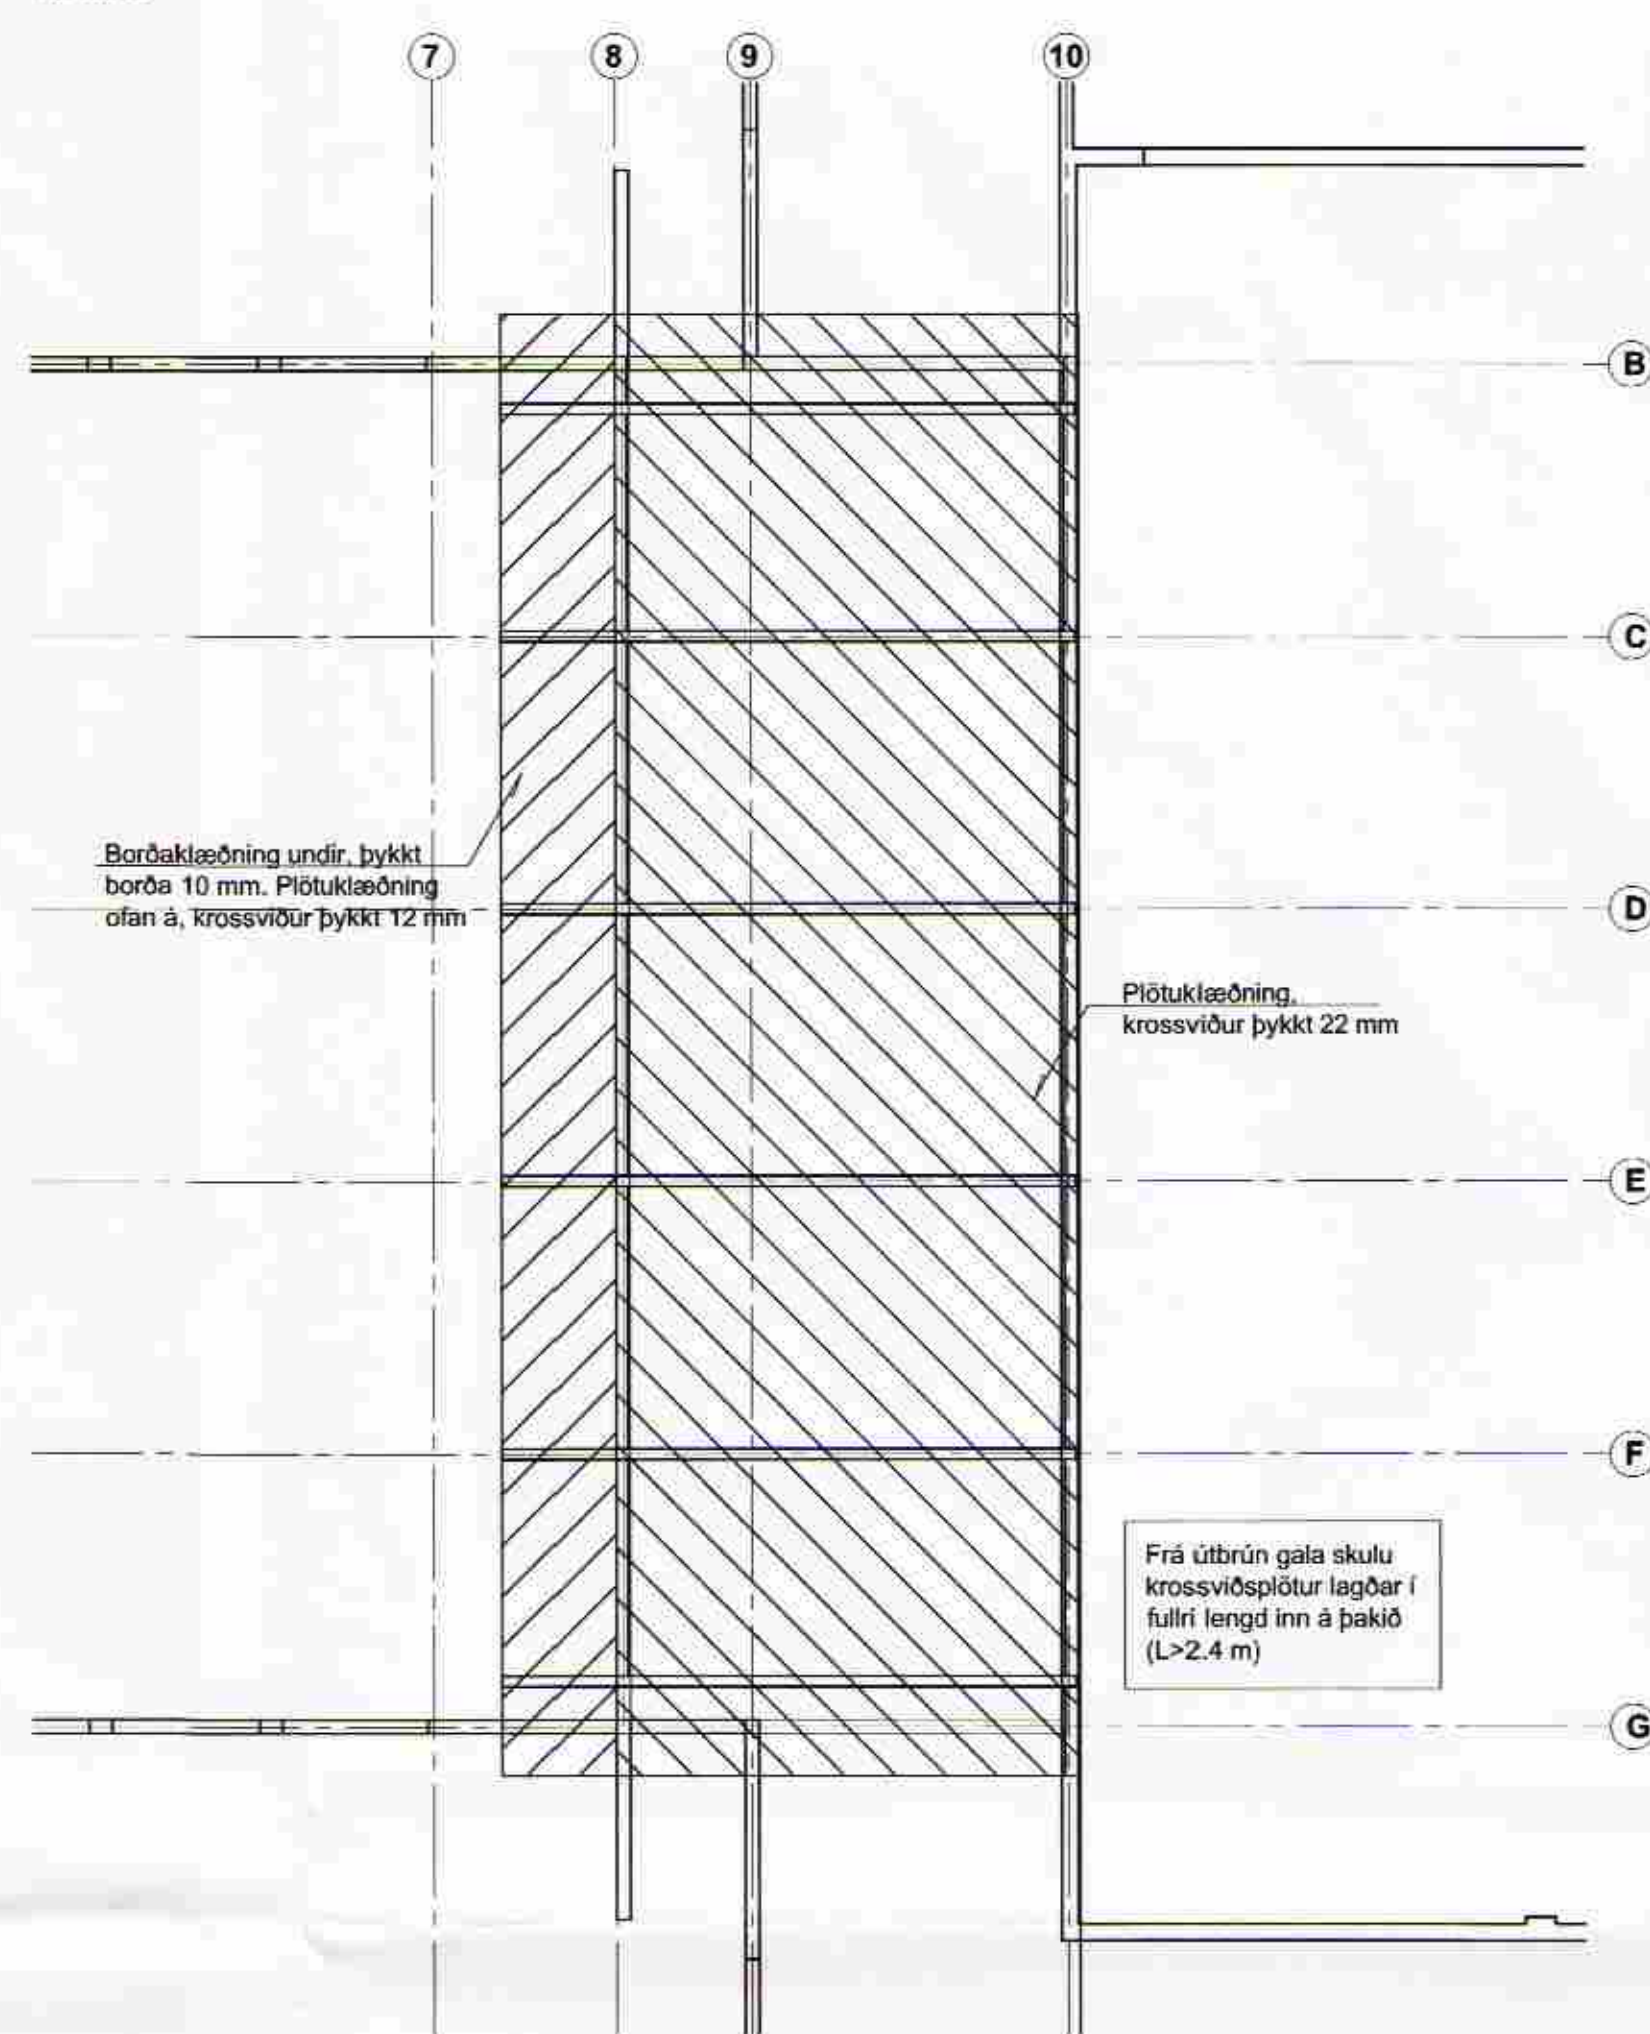 7
8
9
10
B
C
Borðaklæðning undir, þykkt
borða 10 mm. Plötuklæðning
ofan á, krossviður þykkt 12 mm
D
Plötuklæðning,
krossviður þykkt 22 mm
E
F
Frá útbrún gala skulu
krossviðsplötur lagðar í
fullri lengd inn á þakið
(L>2.4 m)
G